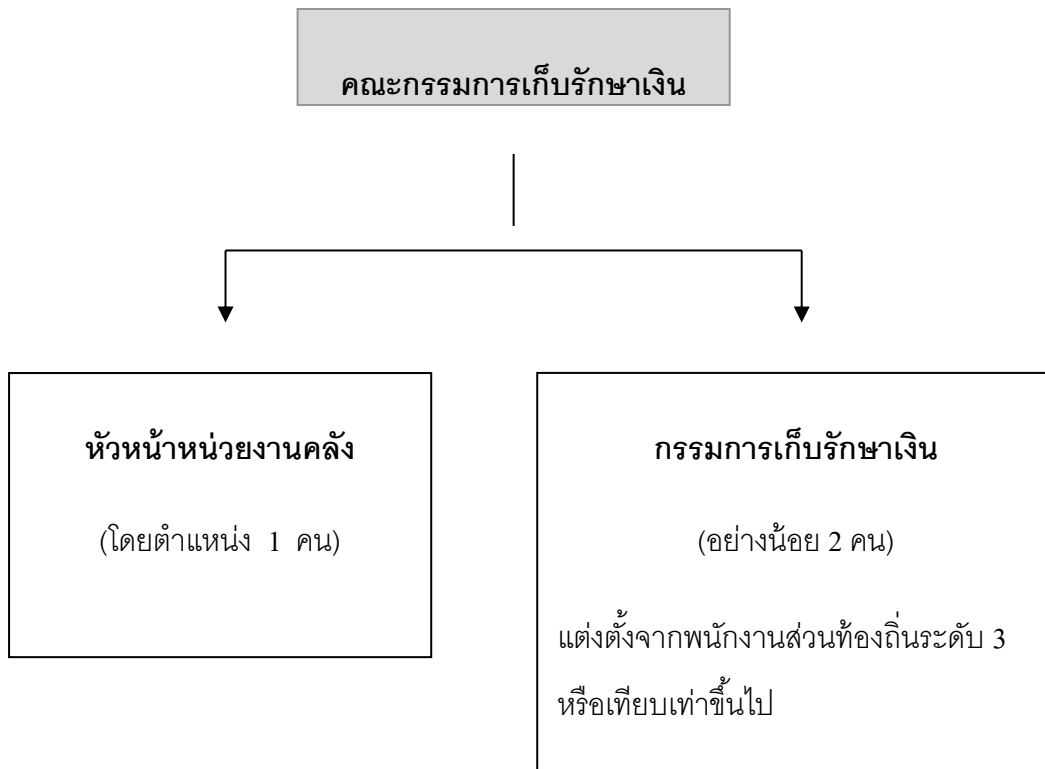 คณะกรรมการเก็บรักษาเงิน
หัวหน้าหน่วยงานคลัง
(โดยตำแหน่ง 1 คน)
กรรมการเก็บรักษาเงิน
(อย่างน้อย 2 คน)
แต่งตั้งจากพนักงานส่วนท้องถิ่นระดับ 3
หรือเทียบเท่าขึ้นไป